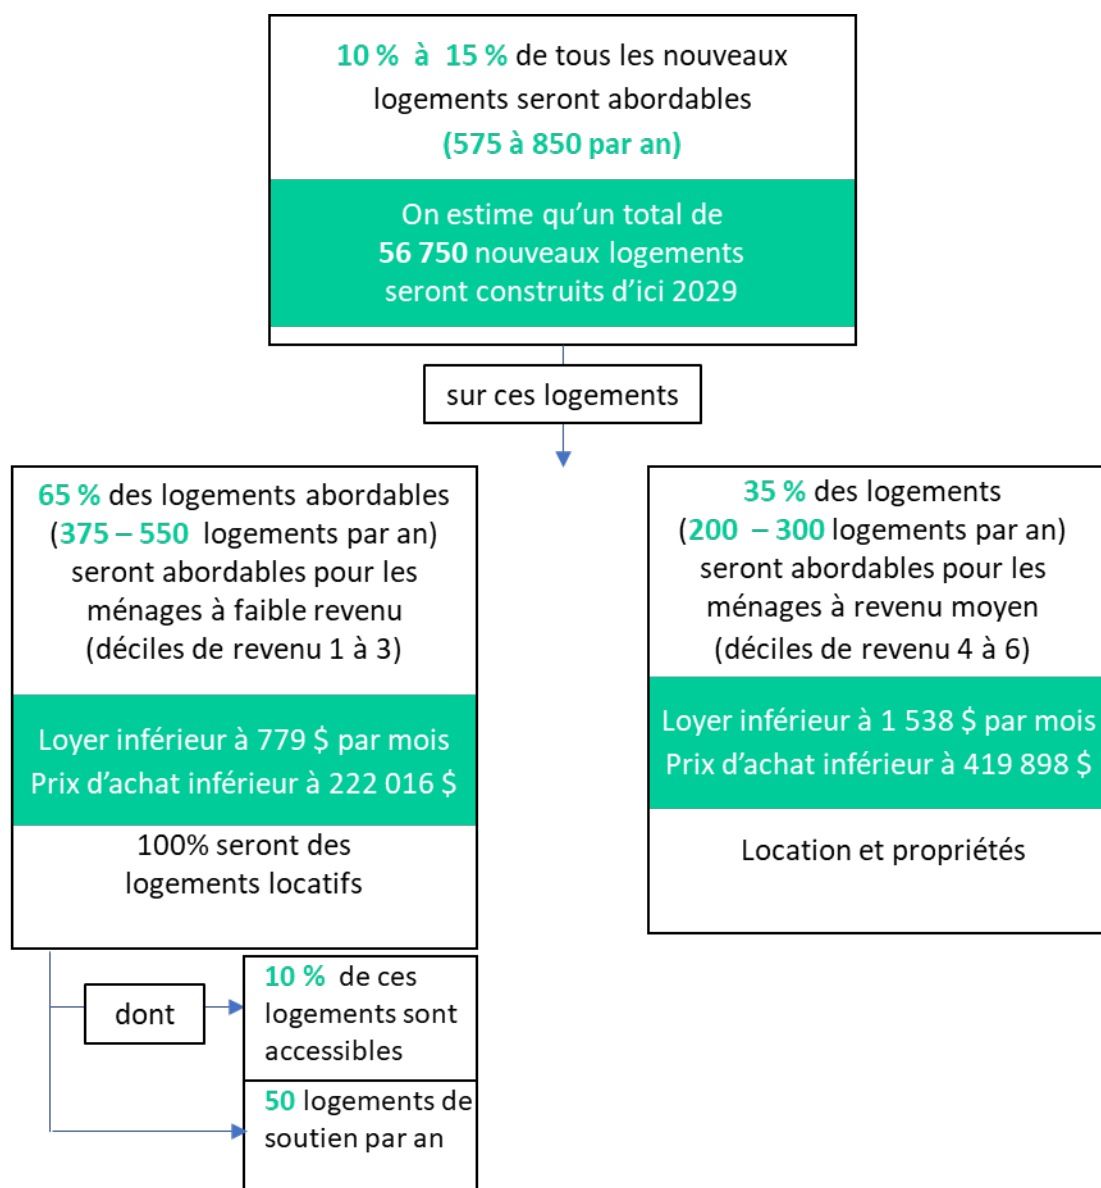 10 % à 15 % de tous les nouveaux
logements seront abordables
(575 à 850 par an)
On estime qu’un total de
56 750 nouveaux logements
seront construits d’ici 2029
sur ces logements
65 % des logements abordables
(375 – 550 logements par an)
seront abordables pour les
ménages à faible revenu
(déciles de revenu 1 à 3)
Loyer inférieur à 779 $ par mois
Prix d’achat inférieur à 222 016 $
100% seront des
logements locatifs
35 % des logements
(200 – 300 logements par an)
seront abordables pour les
ménages à revenu moyen
(déciles de revenu 4 à 6)
Loyer inférieur à 1 538 $ par mois
Prix d’achat inférieur à 419 898 $
Location et propriétés
dont
10 % de ces
logements sont
accessibles
50 logements de
soutien par an